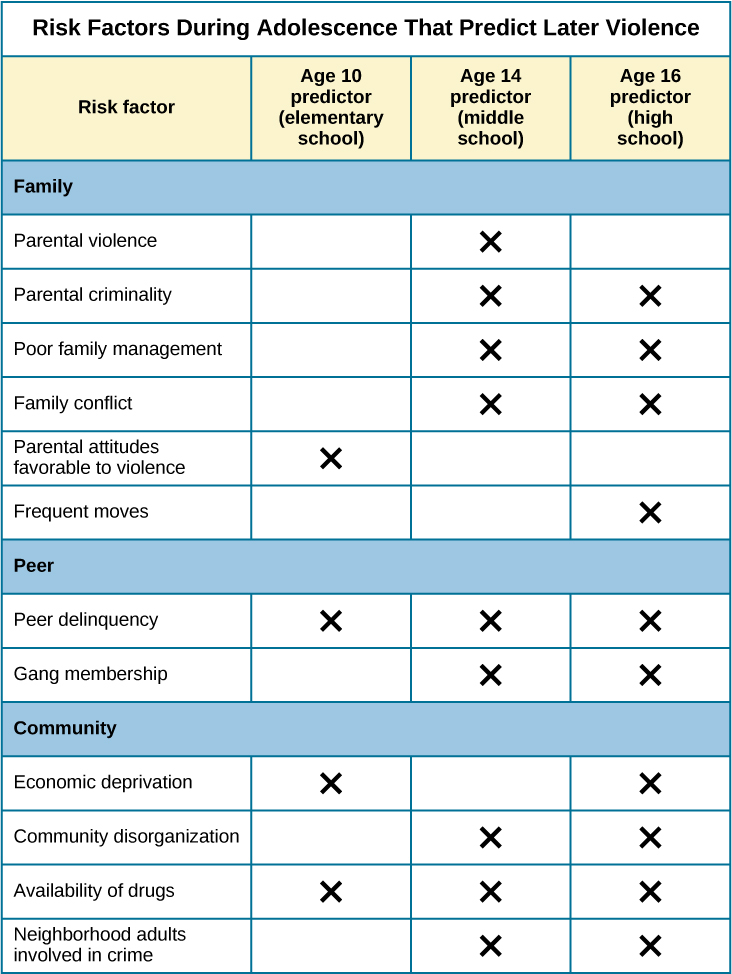 Risk Factors During Adolescence That Predict Later Violence
Risk factor
Age 10
predictor
(elementary
school)
Age 14
predictor
(middle
school)
Age 16
predictor
(high
school)
Family
Parental violence
Parental criminality
Poor family management
Family conflict
Parental attitudes
favorable to violence
Frequent moves
Peer
Peer delinquency
Gang membership
Community
Economic deprivation
Community disorganization
Availability of drugs
Neighborhood adults
involved in crime